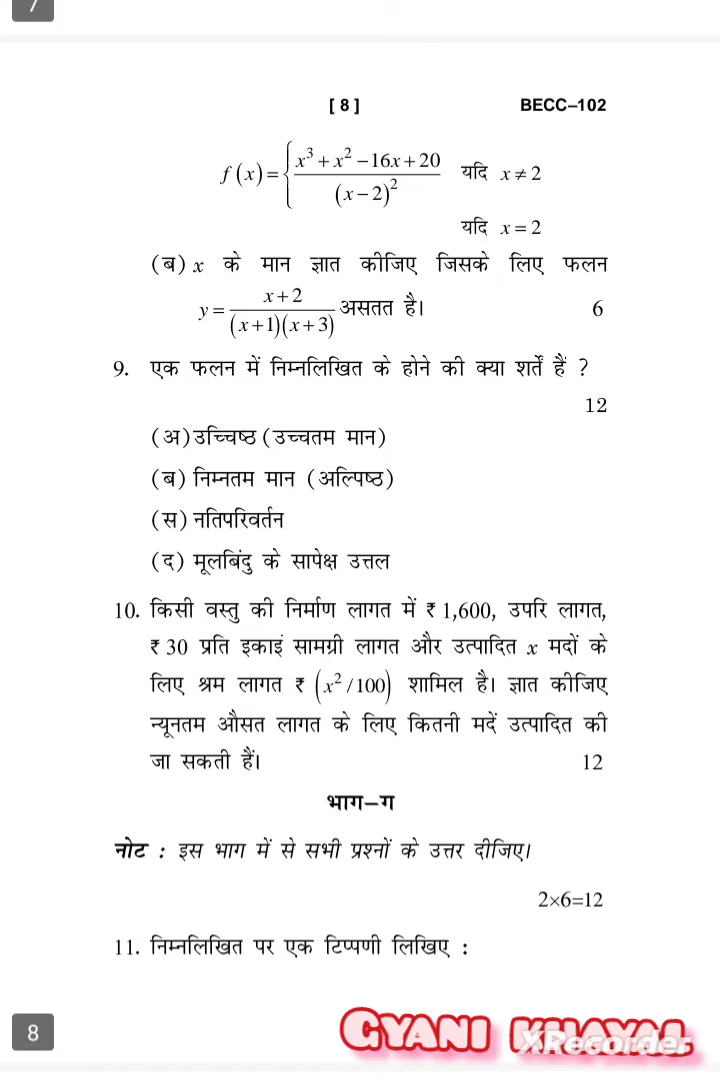 7
[ 8 ] BECC–102
f(x) = { (x³ + x² – 16x + 20) / (x – 2)² यदि x ≠ 2
यदि x = 2
(ब) x के मान ज्ञात कीजिए जिसके लिए फलन
y = (x + 2) / ((x + 1)(x + 3)) असतत है। 6
9. एक फलन में निम्नलिखित के होने की क्या शर्तें हैं ?
12
(अ) उच्चिष्ठ (उच्चतम मान)
(ब) निम्नतम मान (अल्पिष्ठ)
(स) नतिपरिवर्तन
(द) मूलबिंदु के सापेक्ष उत्तल
10. किसी वस्तु की निर्माण लागत में ₹ 1,600, उपरि लागत,
₹ 30 प्रति इकाइं सामग्री लागत और उत्पादित x मदों के
लिए श्रम लागत ₹ (x²/100) शामिल है। ज्ञात कीजिए
न्यूनतम औसत लागत के लिए कितनी मदें उत्पादित की
जा सकती हैं। 12
भाग–ग
नोट : इस भाग में से सभी प्रश्नों के उत्तर दीजिए।
2×6=12
11. निम्नलिखित पर एक टिप्पणी लिखिए :
8
GYANI KHAYAL
XRecorder